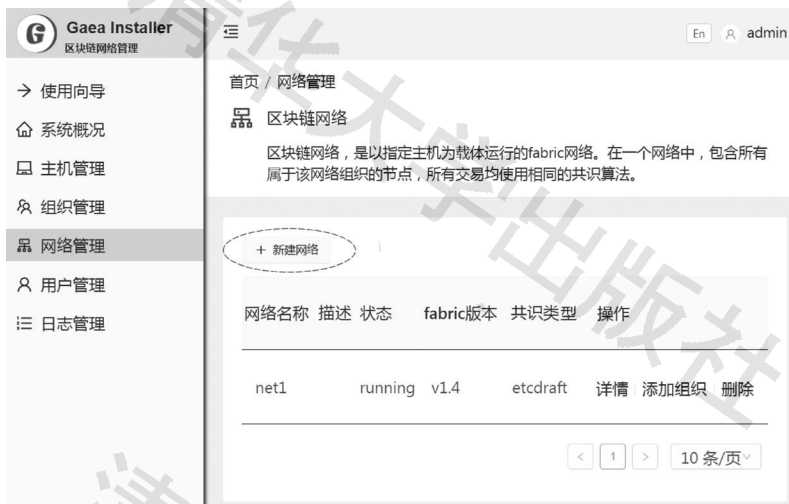 Gaea Installer
区块链网络管理
En
admin
使用向导
系统概况
主机管理
组织管理
网络管理
用户管理
日志管理
首页 / 网络管理
区块链网络
区块链网络，是以指定主机为载体运行的fabric网络。在一个网络中，包含所有
属于该网络组织的节点，所有交易均使用相同的共识算法。
+ 新建网络
网络名称 描述 状态 fabric版本 共识类型 操作
net1 running v1.4 etcdraft 详情 添加组织 删除
< 1 > 10 条/页
清华大学出版社
清